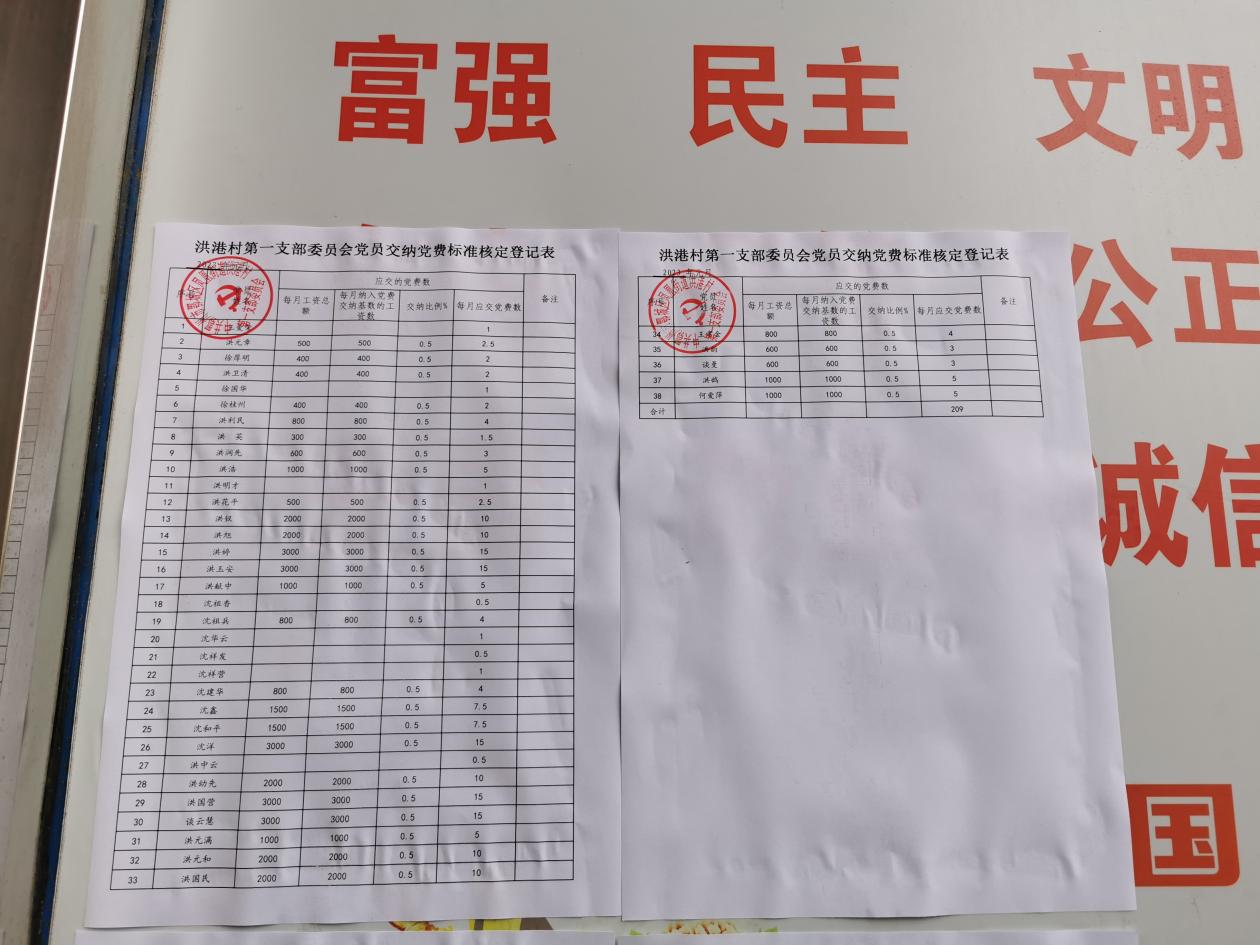 富强 民主 文明
公正
诚信
国
洪港村第一支部委员会党员交纳党费标准核定登记表
应交的党费数 备注
每月工资总额 每月纳入党费交纳基数的工资数 交纳比例% 每月应交党费数
1 1
2 洪元章 500 500 0.5 2.5
3 徐厚明 400 400 0.5 2
4 洪卫清 400 400 0.5 2
5 徐国华 1
6 徐桂州 400 400 0.5 2
7 洪利民 800 800 0.5 4
8 洪 英 300 300 0.5 1.5
9 洪润先 600 600 0.5 3
10 洪浩 1000 1000 0.5 5
11 洪明才 1
12 洪花平 500 500 0.5 2.5
13 洪银 2000 2000 0.5 10
14 洪旭 2000 2000 0.5 10
15 洪婷 3000 3000 0.5 15
16 洪玉安 3000 3000 0.5 15
17 洪献中 1000 1000 0.5 5
18 沈祖香 0.5
19 沈祖兵 800 800 0.5 4
20 沈华云 1
21 沈祥发 0.5
22 沈祥营 1
23 沈建华 800 800 0.5 4
24 沈鑫 1500 1500 0.5 7.5
25 沈和平 1500 1500 0.5 7.5
26 沈洋 3000 3000 0.5 15
27 洪中云 0.5
28 洪幼先 2000 2000 0.5 10
29 洪国营 3000 3000 0.5 15
30 谈云慧 3000 3000 0.5 15
31 洪元满 1000 1000 0.5 5
32 洪元和 2000 2000 0.5 10
33 洪国民 2000 2000 0.5 10
洪港村第一支部委员会党员交纳党费标准核定登记表
2023 年 月
党员姓名 应交的党费数 备注
每月工资总额 每月纳入党费交纳基数的工资数 交纳比例% 每月应交党费数
34 800 800 0.5 4
35 600 600 0.5 3
36 谈曼 600 600 0.5 3
37 洪鹤 1000 1000 0.5 5
38 何爱萍 1000 1000 0.5 5
合计 209